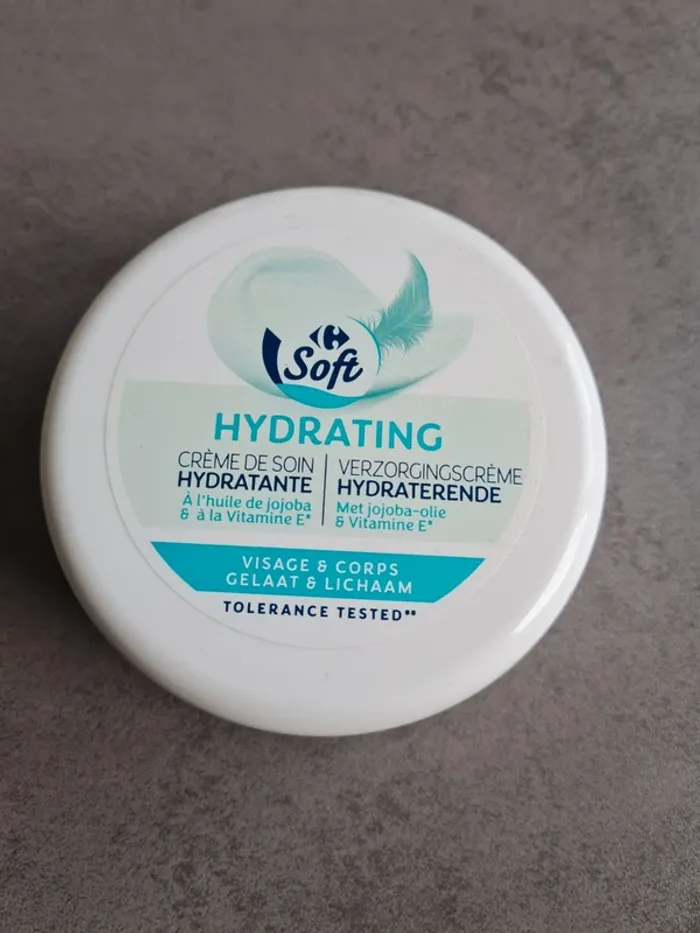 Soft
HYDRATING
CRÈME DE SOIN
HYDRATANTE
À l'huile de jojoba
& à la Vitamine E*
VERZORGINGSCRÈME
HYDRATERENDE
Met jojoba-olie
& Vitamine E*
VISAGE & CORPS
GELAAT & LICHAAM
TOLERANCE TESTED**